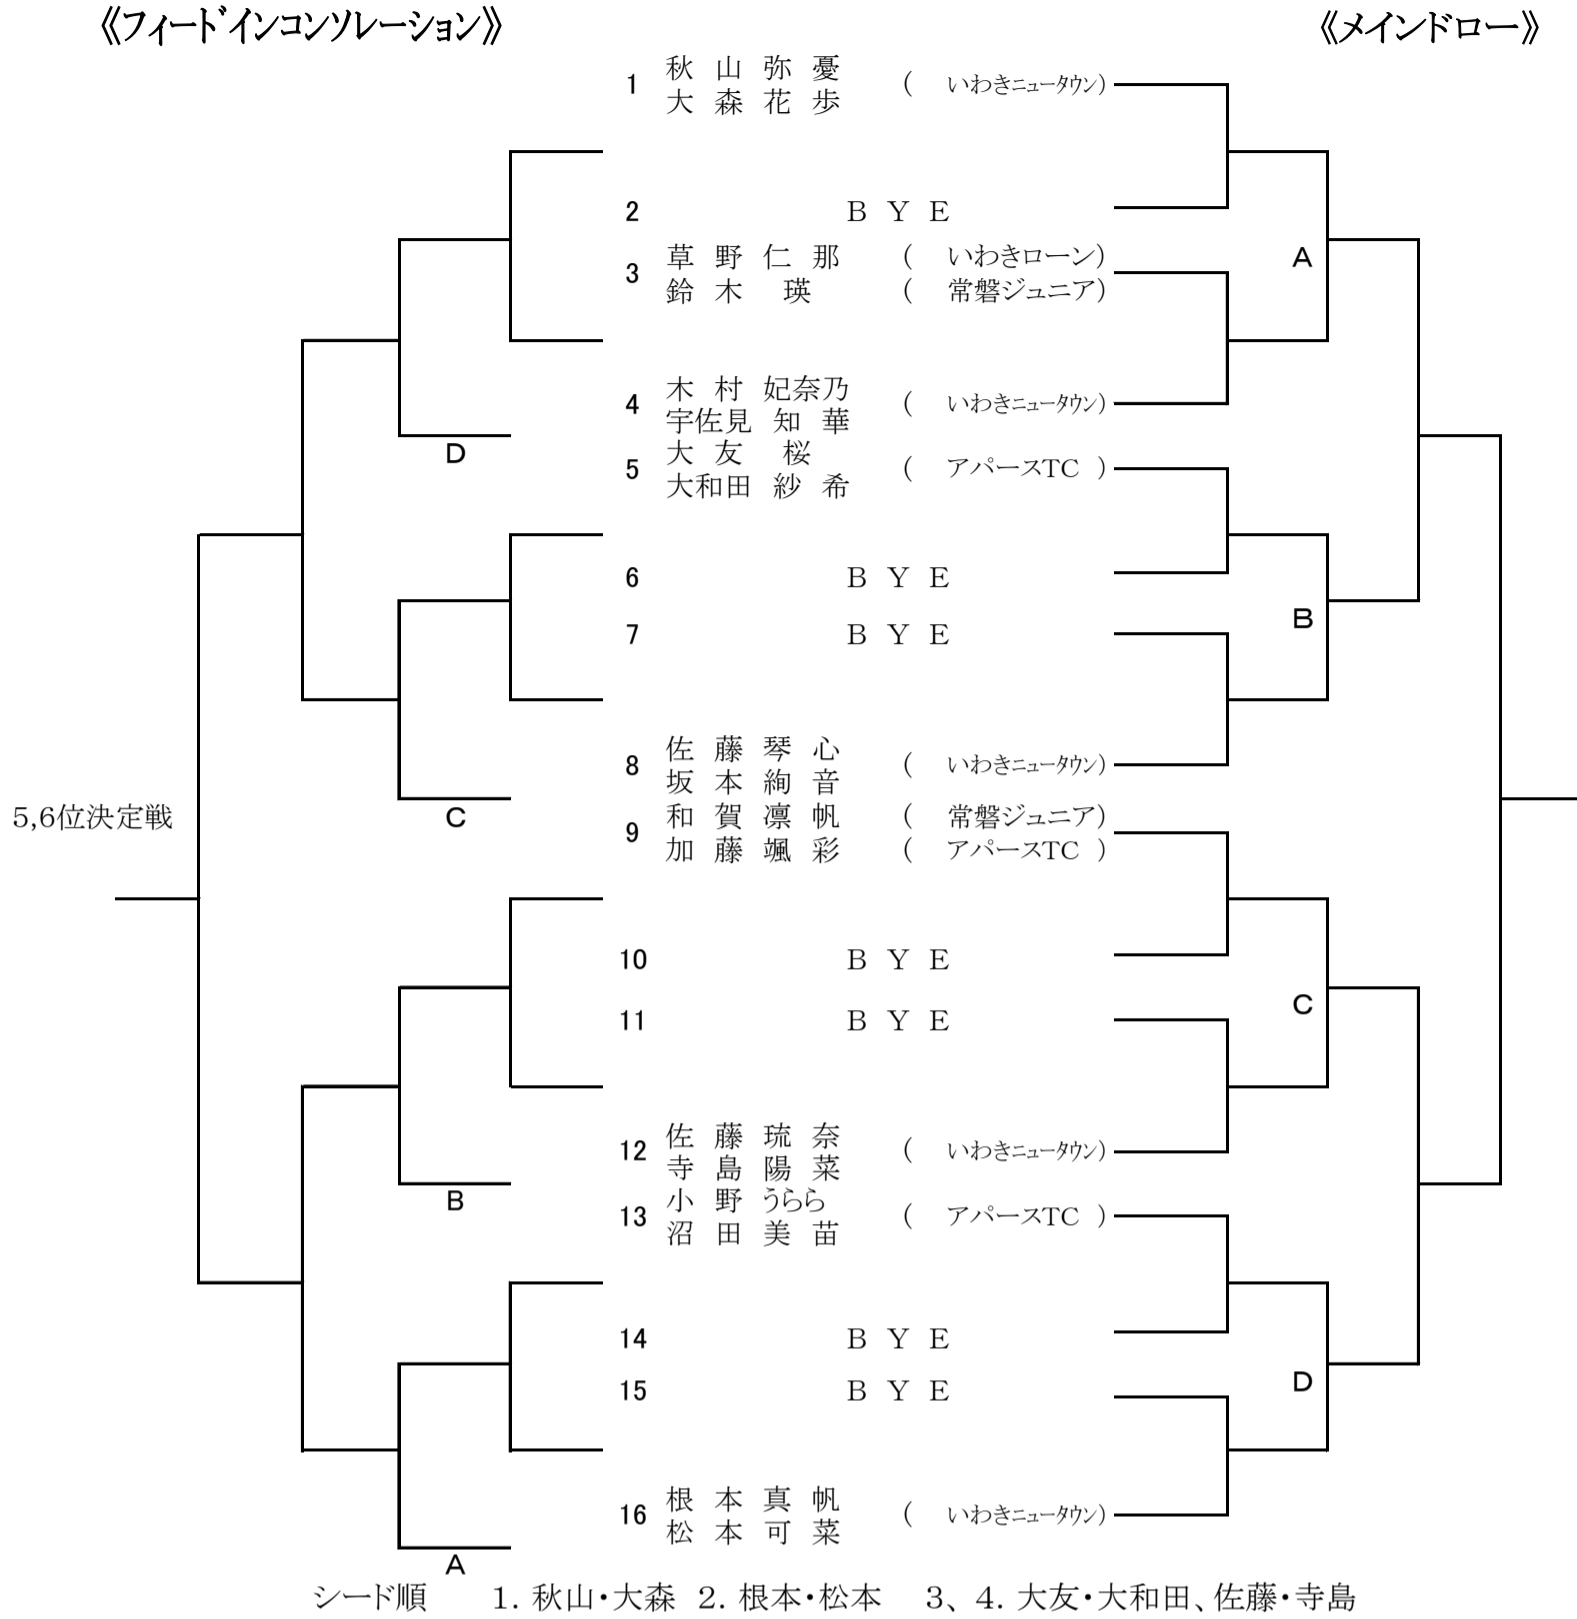 《フィードインコンソレーション》 《メインドロー》
1 秋 山 弥 憂 ( いわきニュータウン)
大 森 花 歩
2 B Y E
3 草 野 仁 那 ( いわきローン)
鈴 木 瑛 ( 常磐ジュニア)
A
4 木 村 妃奈乃 ( いわきニュータウン)
宇佐見 知 華
D
5 大 友 桜 ( アパースTC )
大和田 紗 希
6 B Y E
7 B Y E
B
8 佐 藤 琴 心 ( いわきニュータウン)
坂 本 絢 音
C
5,6位決定戦
9 和 賀 凛 帆 ( 常磐ジュニア)
加 藤 颯 彩 ( アパースTC )
10 B Y E
11 B Y E
C
12 佐 藤 琉 奈 ( いわきニュータウン)
寺 島 陽 菜
B
13 小 野 うらら ( アパースTC )
沼 田 美 苗
14 B Y E
15 B Y E
D
16 根 本 真 帆 ( いわきニュータウン)
松 本 可 菜
A
シード順 1. 秋山・大森 2. 根本・松本 3、4. 大友・大和田、佐藤・寺島